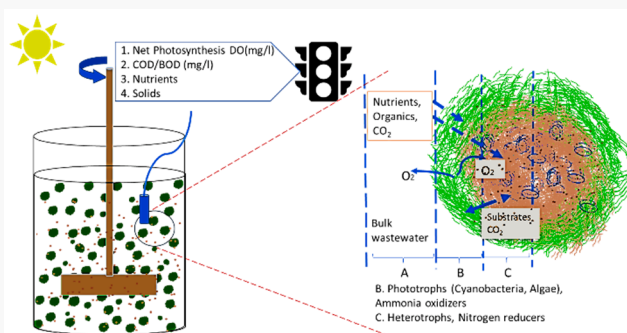 1. Net Photosynthesis DO(mg/l)
2. COD/BOD (mg/l)
3. Nutrients
4. Solids
Nutrients,
Organics,
CO2
O2
O2
Substrates,
CO2
Bulk
wastewater
A
B
C
B. Phototrophs (Cyanobacteria, Algae),
Ammonia oxidizers
C. Heterotrophs, Nitrogen reducers